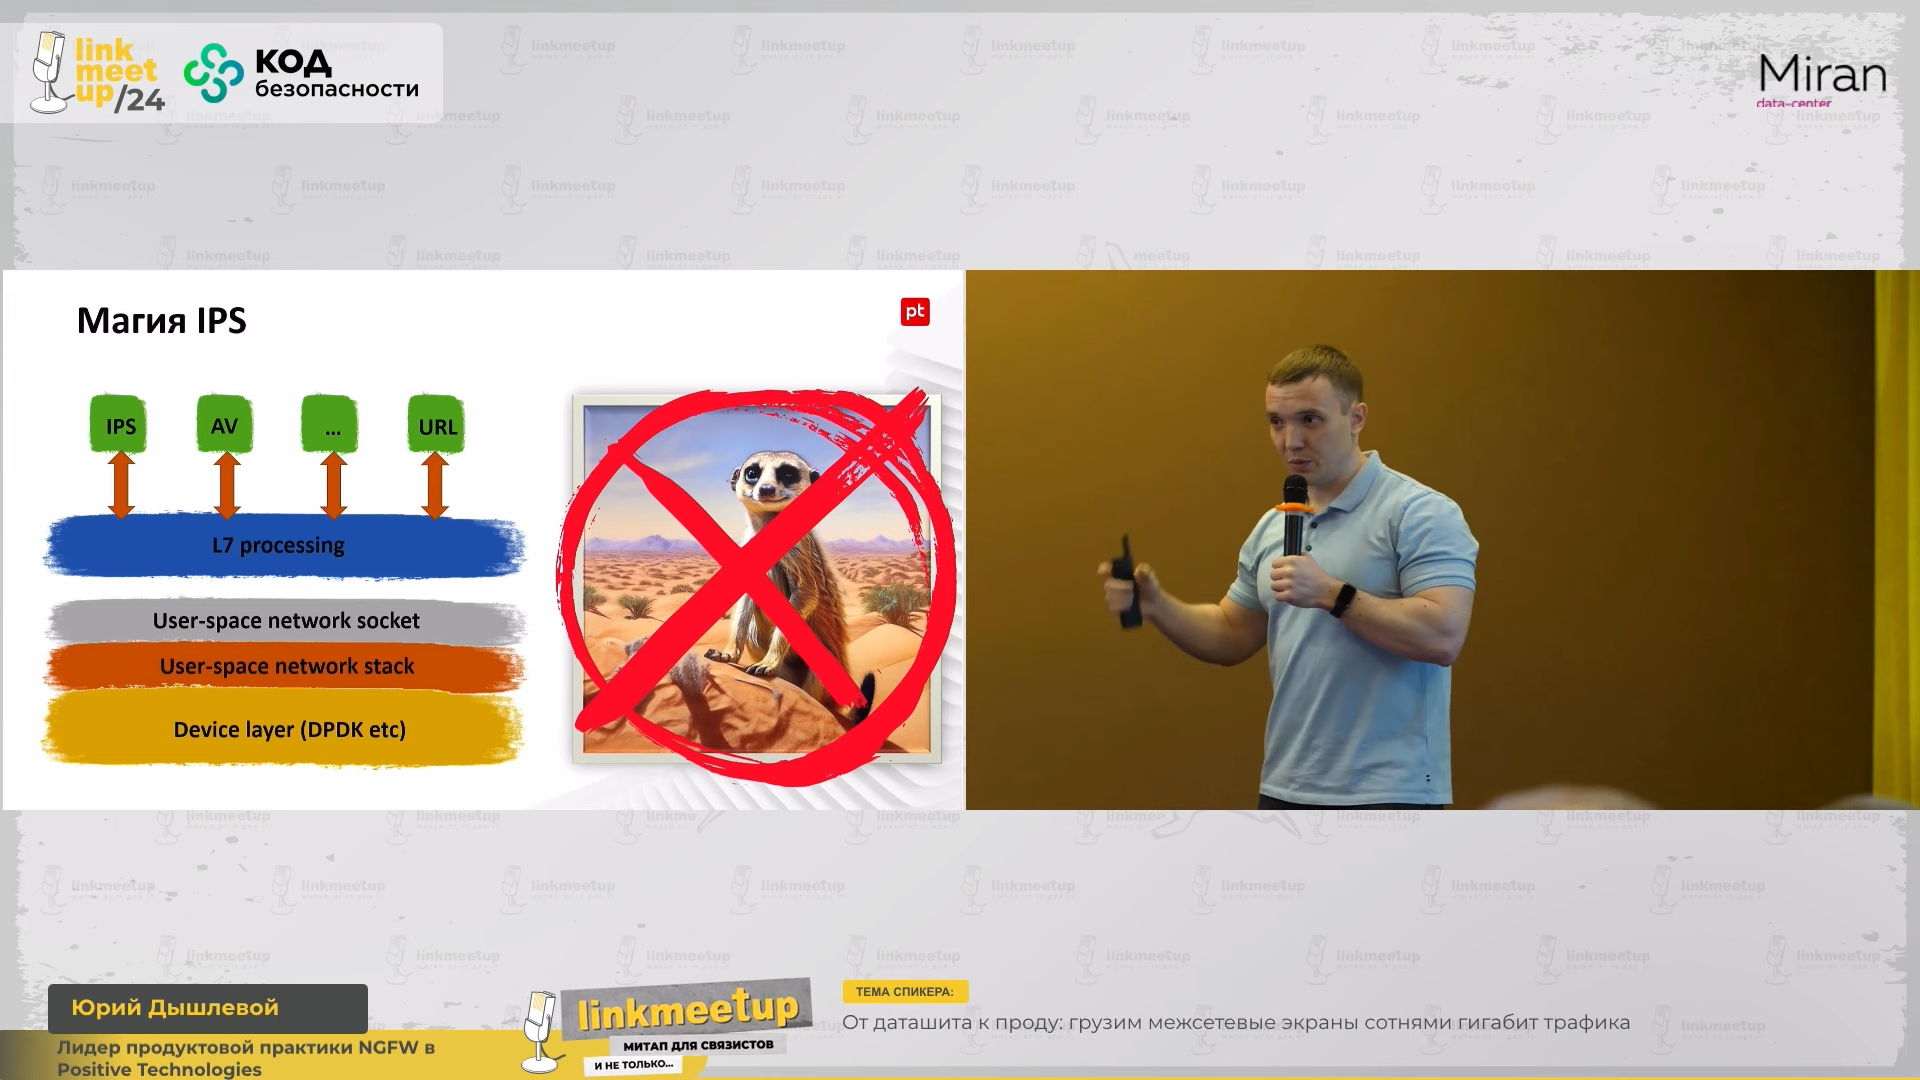 link
meet
up/24
КОД
безопасности
Miran
data-center
Магия IPS
pt
IPS
AV
...
URL
L7 processing
User-space network socket
User-space network stack
Device layer (DPDK etc)
Юрий Дышлевой
Лидер продуктовой практики NGFW в
Positive Technologies
linkmeetup
МИТАП ДЛЯ СВЯЗИСТОВ
И НЕ ТОЛЬКО...
ТЕМА СПИКЕРА:
От даташита к проду: грузим межсетевые экраны сотнями гигабит трафика